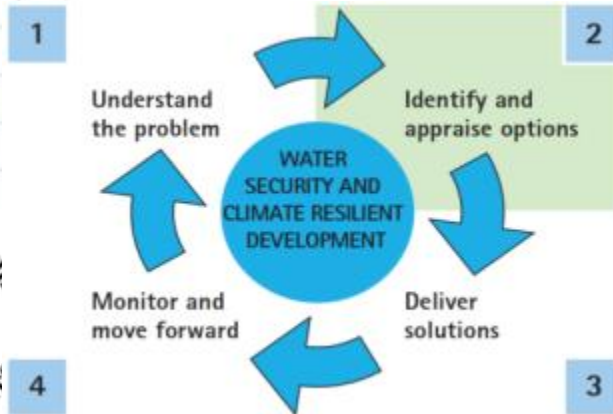 1
2
Understand
the problem
Identify and
appraise options
WATER
SECURITY AND
CLIMATE RESILIENT
DEVELOPMENT
Monitor and
move forward
Deliver
solutions
4
3